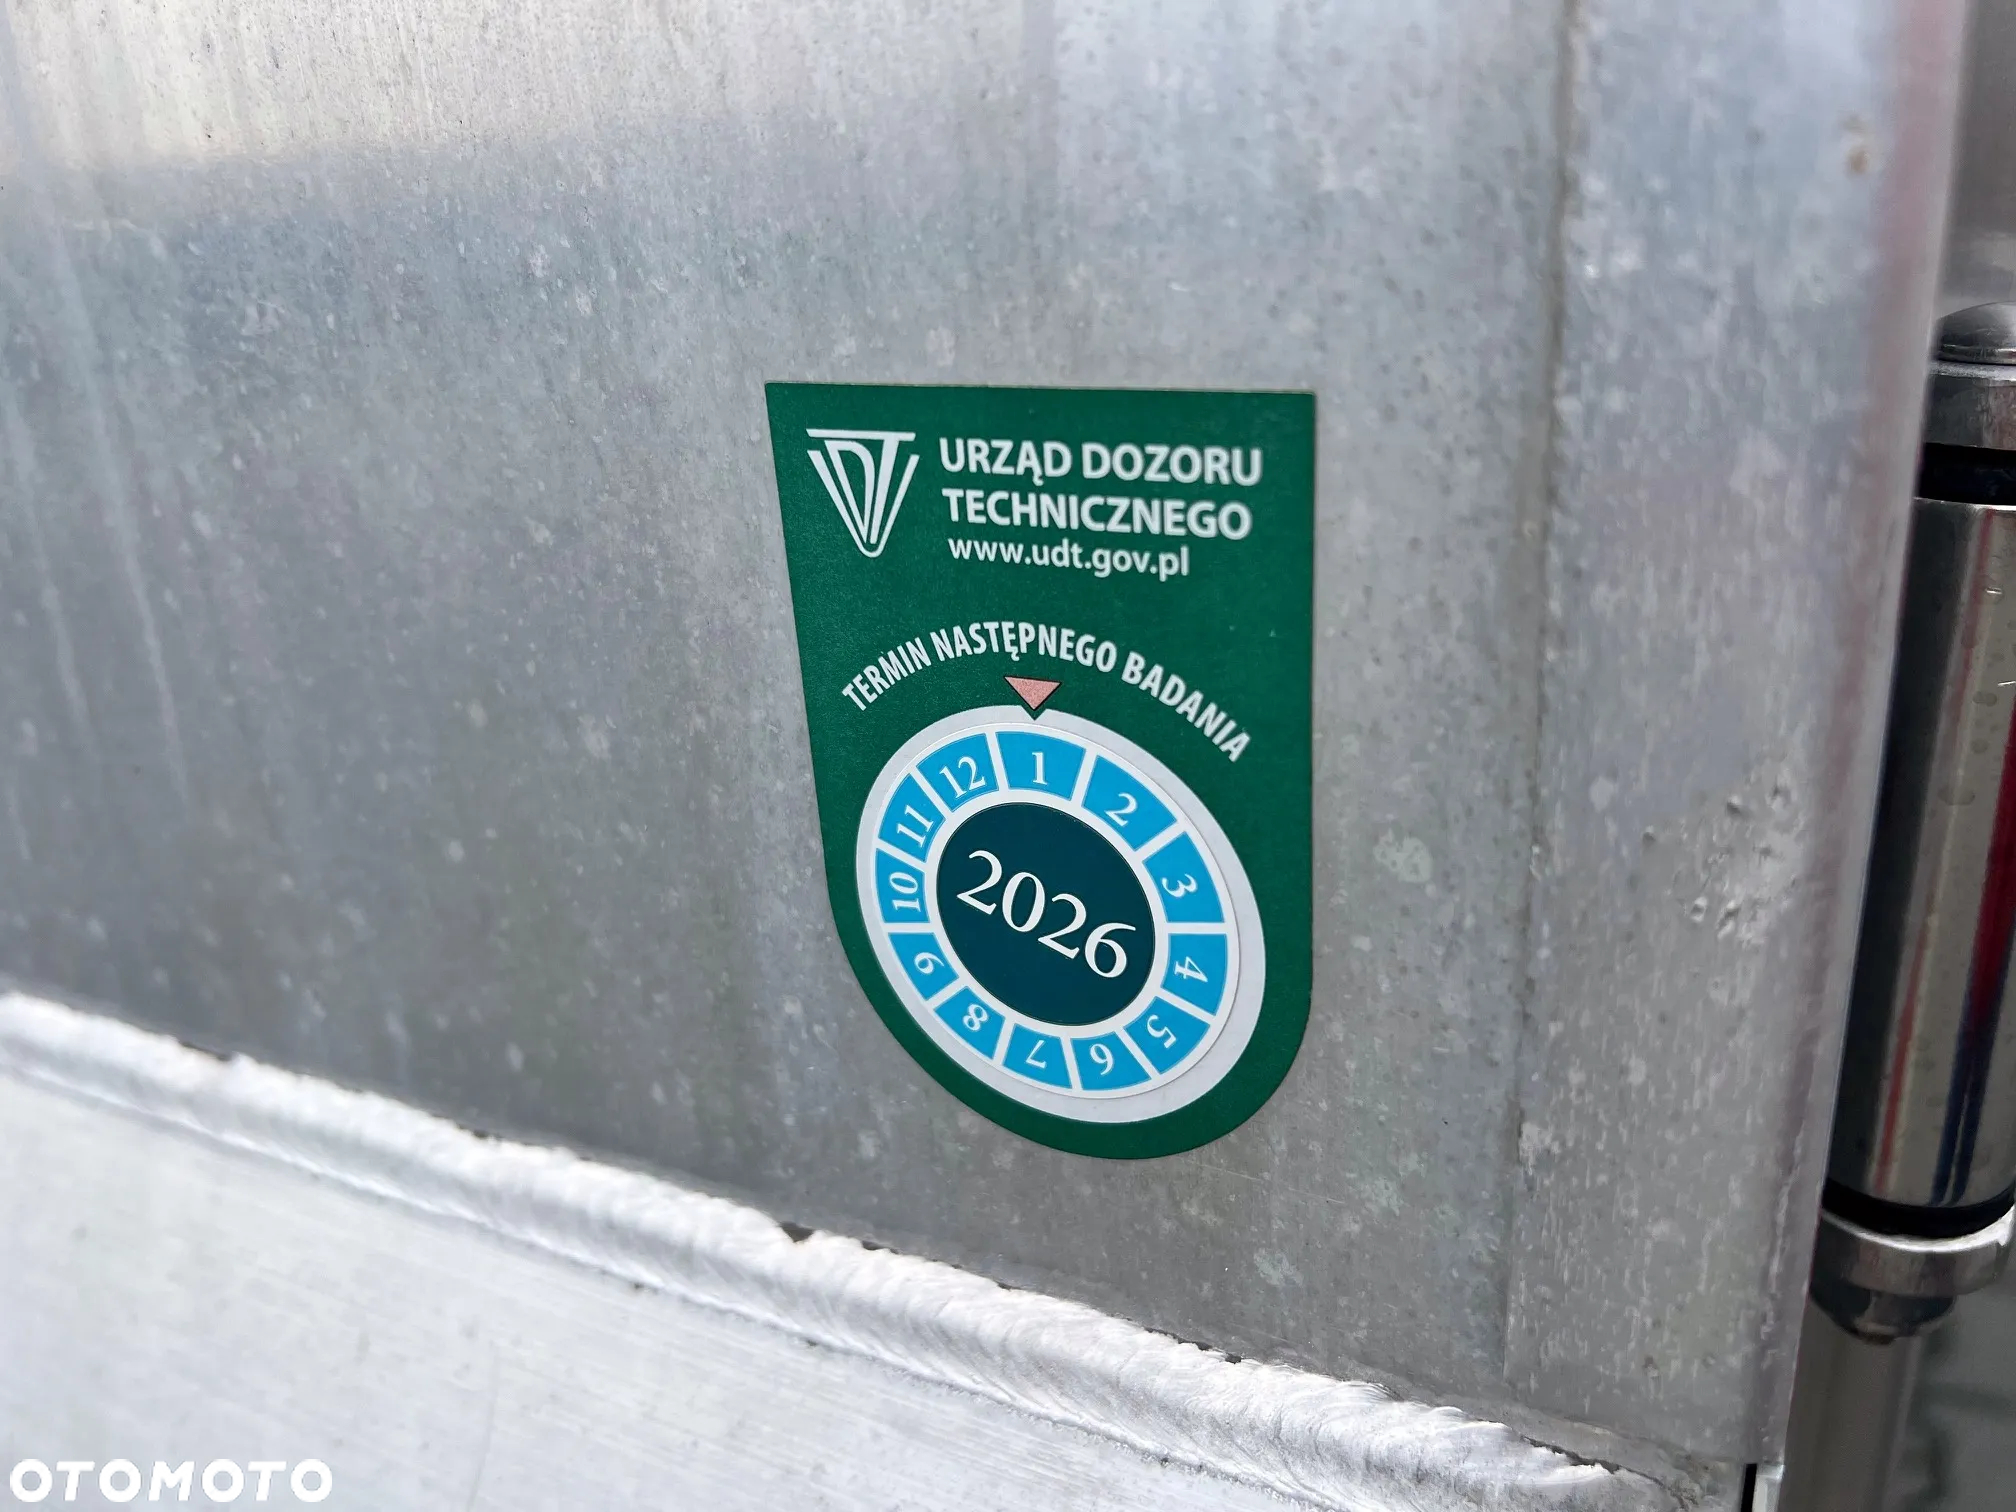 URZĄD DOZORU
TECHNICZNEGO
www.udt.gov.pl
TERMIN NASTĘPNEGO BADANIA
1
2
3
4
5
6
7
8
9
10
11
12
2026
OTOMOTO